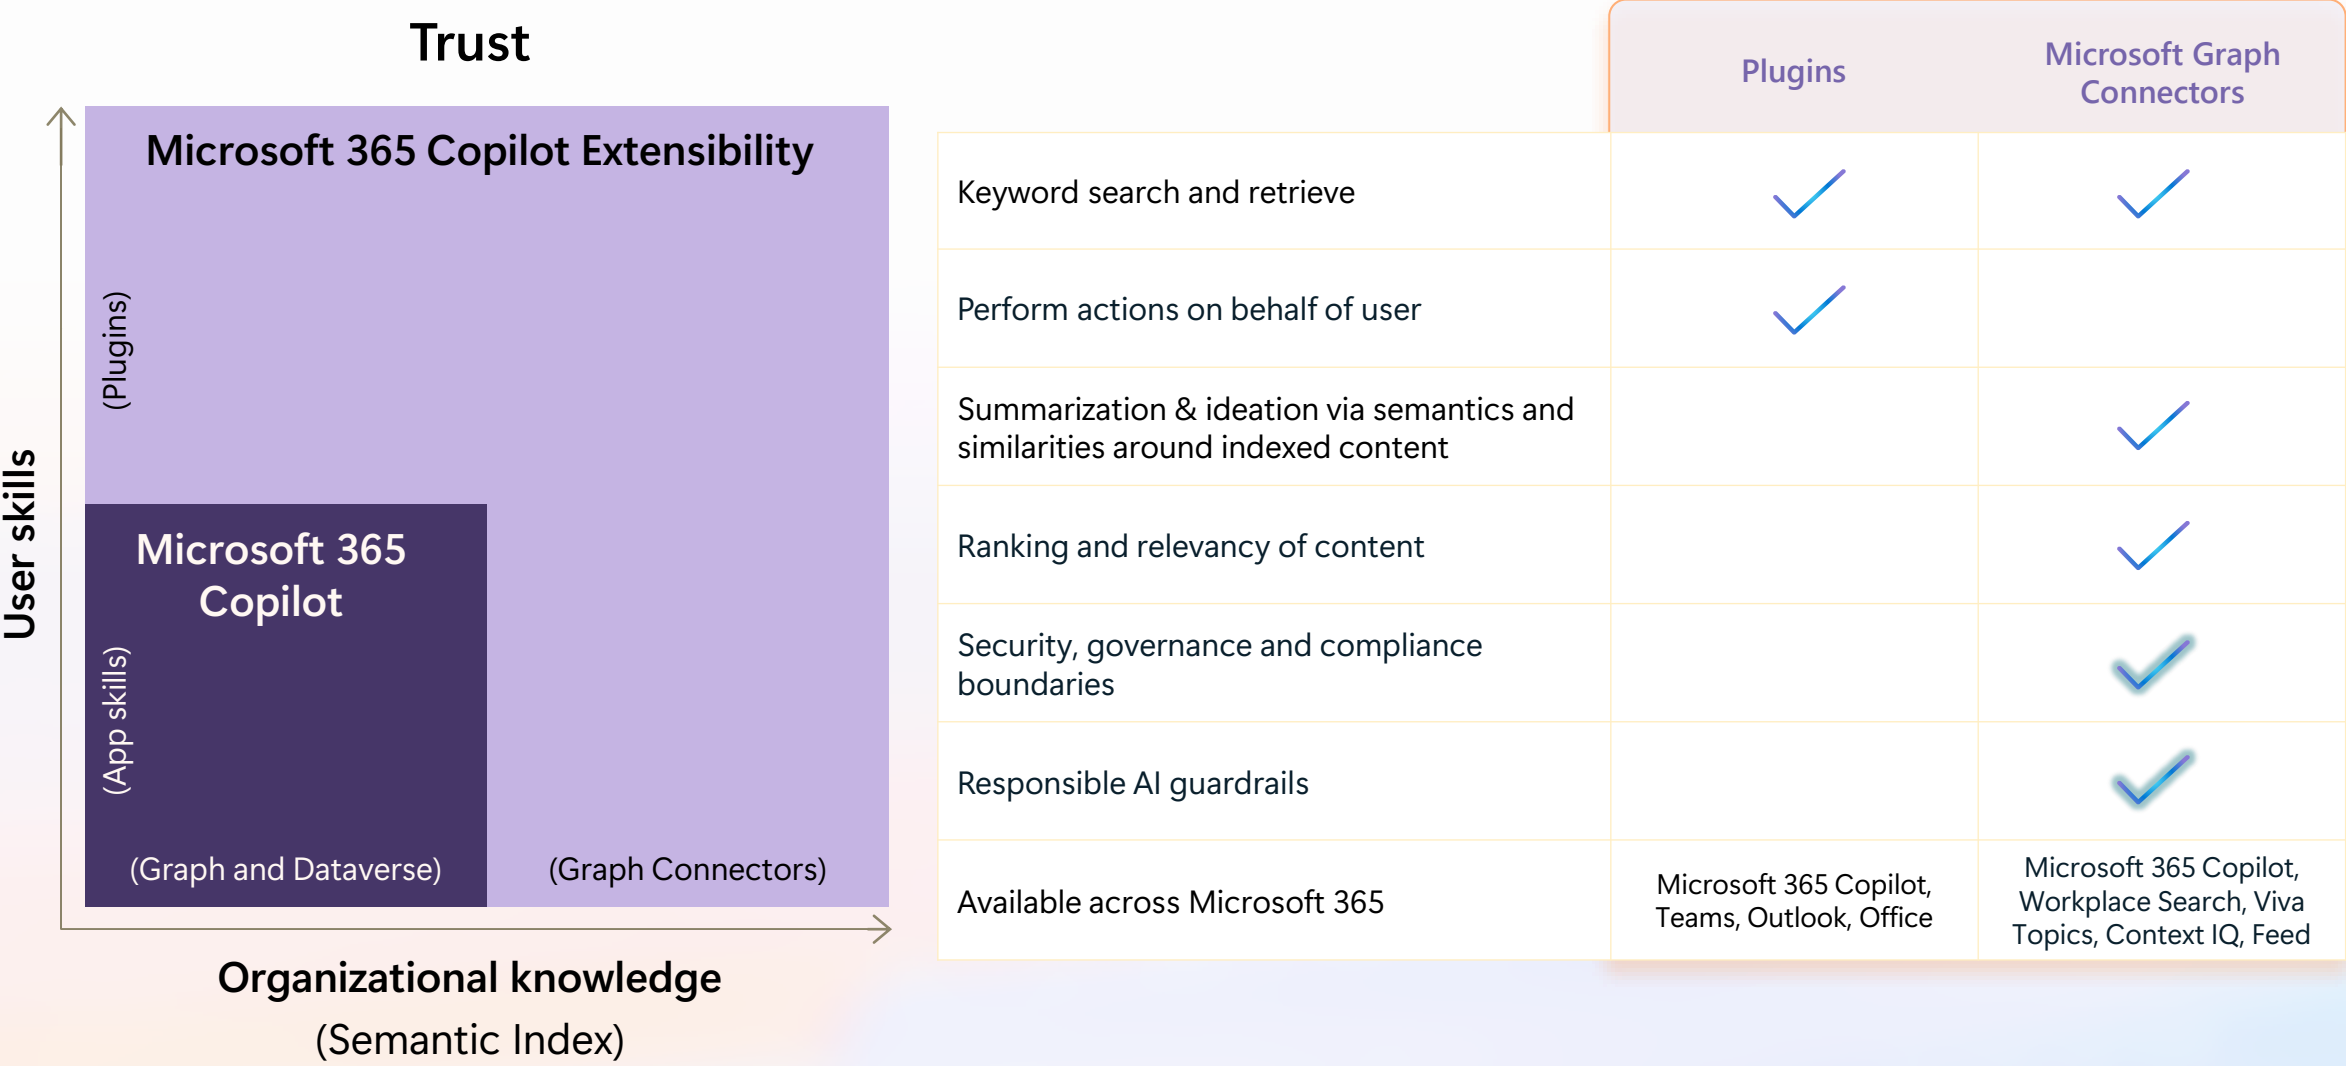 Trust
Microsoft 365 Copilot Extensibility
(Plugins)
User skills
Microsoft 365
Copilot
(App skills)
(Graph and Dataverse)
(Graph Connectors)
Organizational knowledge
(Semantic Index)
Plugins
Microsoft Graph
Connectors
Keyword search and retrieve
Perform actions on behalf of user
Summarization & ideation via semantics and
similarities around indexed content
Ranking and relevancy of content
Security, governance and compliance
boundaries
Responsible AI guardrails
Available across Microsoft 365
Microsoft 365 Copilot,
Teams, Outlook, Office
Microsoft 365 Copilot,
Workplace Search, Viva
Topics, Context IQ, Feed